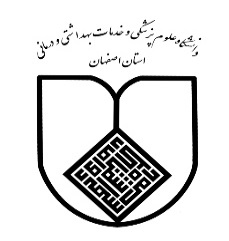 دانشگاه علوم پزشکی و خدمات بهداشتی و درمانی
استان اصفهان